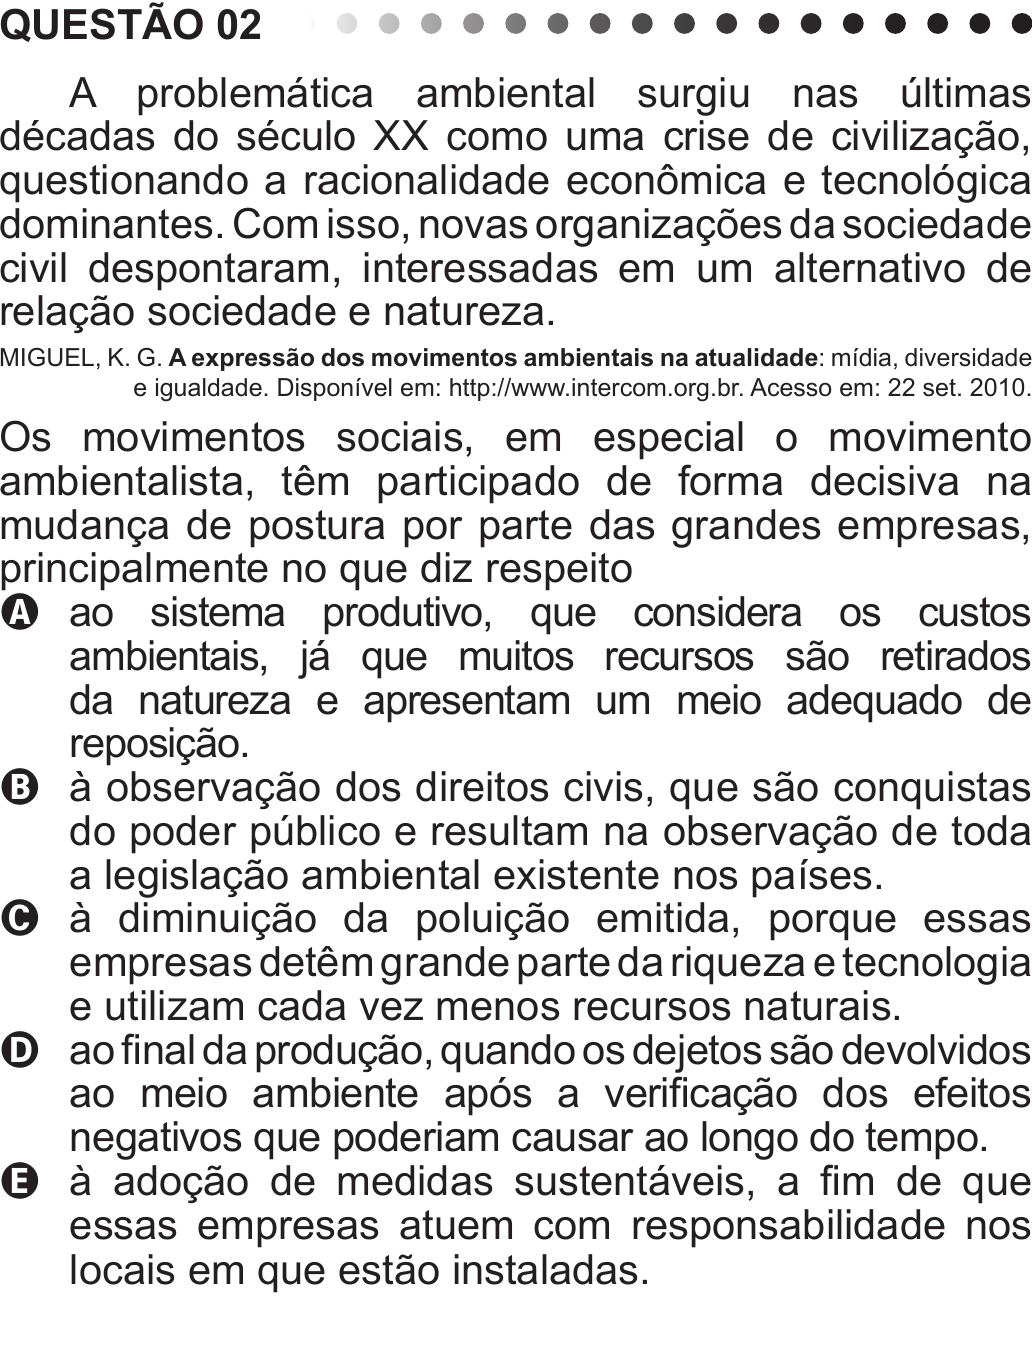 QUESTÃO 02
A problemática ambiental surgiu nas últimas
décadas do século XX como uma crise de civilização,
questionando a racionalidade econômica e tecnológica
dominantes. Com isso, novas organizações da sociedade
civil despontaram, interessadas em um alternativo de
relação sociedade e natureza.
MIGUEL, K. G. A expressão dos movimentos ambientais na atualidade: mídia, diversidade
e igualdade. Disponível em: http://www.intercom.org.br. Acesso em: 22 set. 2010.
Os movimentos sociais, em especial o movimento
ambientalista, têm participado de forma decisiva na
mudança de postura por parte das grandes empresas,
principalmente no que diz respeito
A ao sistema produtivo, que considera os custos
ambientais, já que muitos recursos são retirados
da natureza e apresentam um meio adequado de
reposição.
B à observação dos direitos civis, que são conquistas
do poder público e resultam na observação de toda
a legislação ambiental existente nos países.
C à diminuição da poluição emitida, porque essas
empresas detêm grande parte da riqueza e tecnologia
e utilizam cada vez menos recursos naturais.
D ao final da produção, quando os dejetos são devolvidos
ao meio ambiente após a verificação dos efeitos
negativos que poderiam causar ao longo do tempo.
E à adoção de medidas sustentáveis, a fim de que
essas empresas atuem com responsabilidade nos
locais em que estão instaladas.